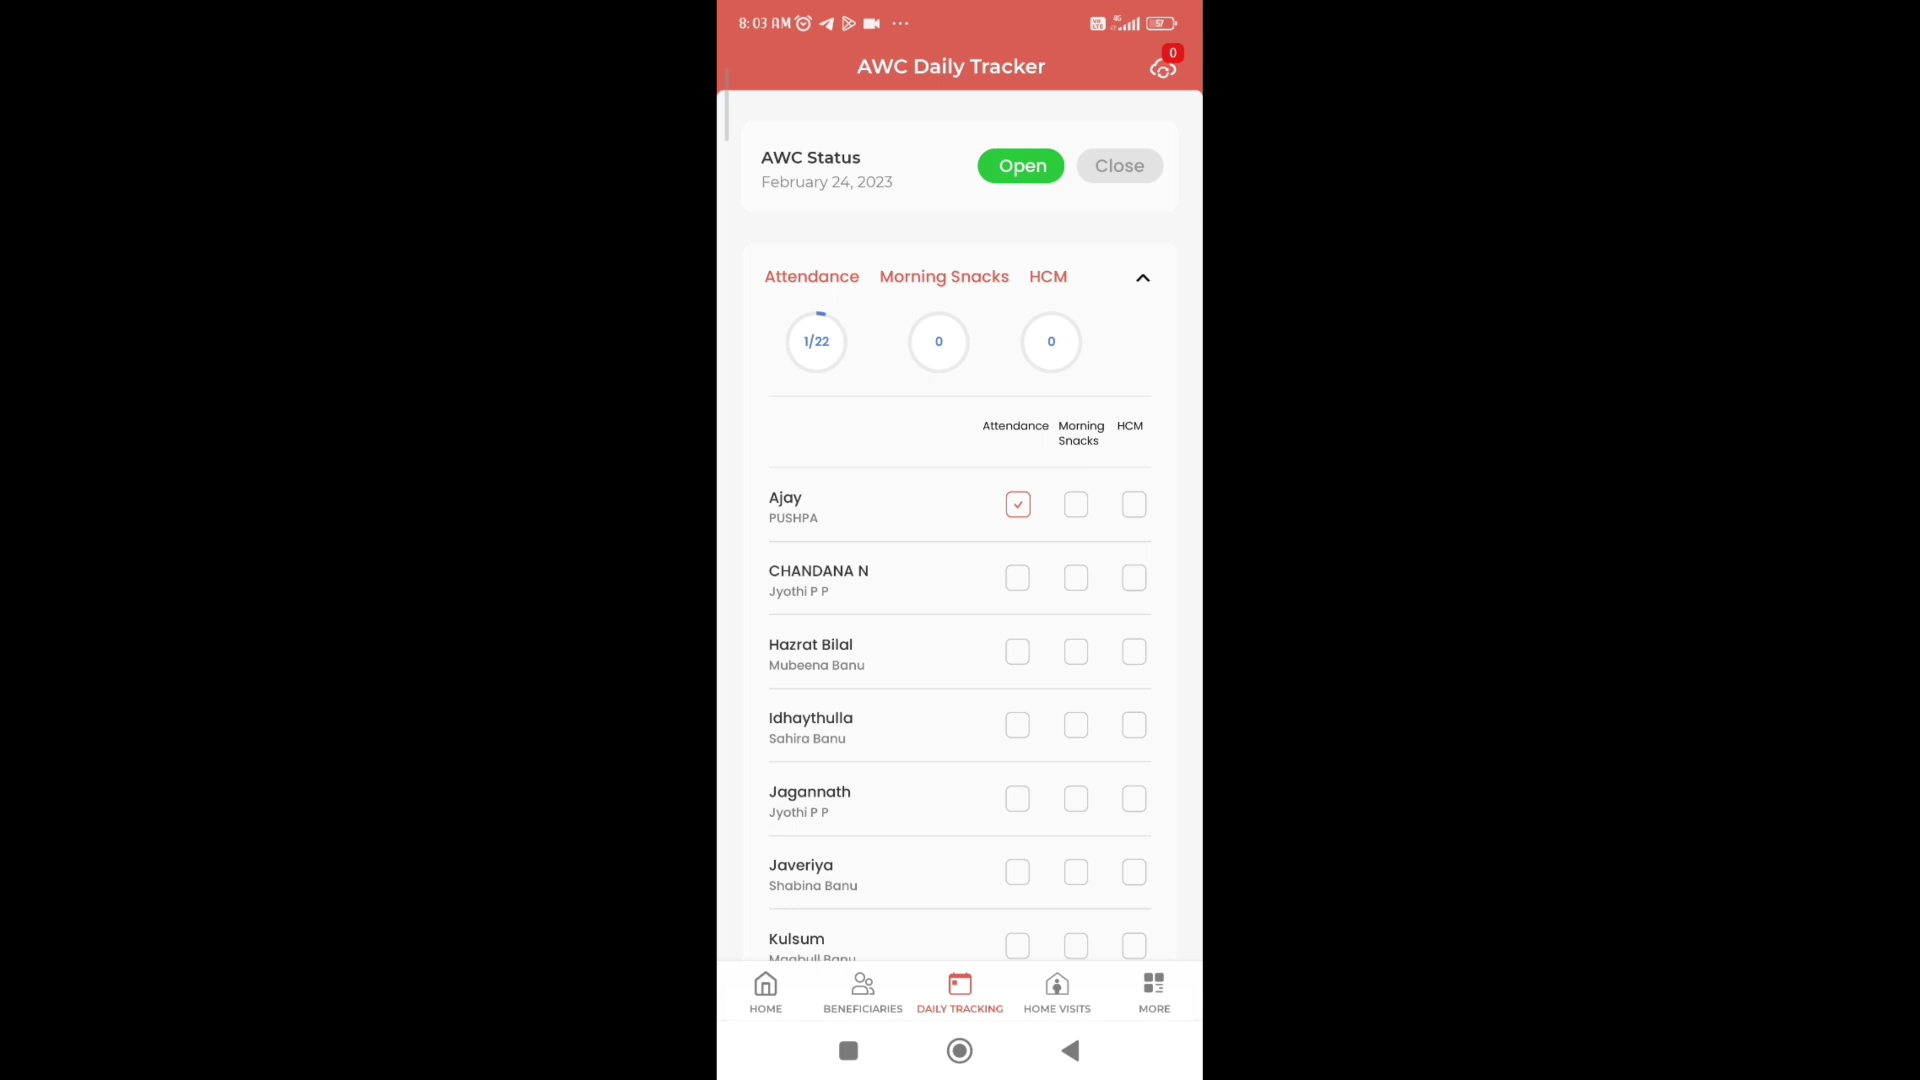 8:03 AM
4G
57
0
AWC Daily Tracker
AWC Status
February 24, 2023
Open
Close
Attendance Morning Snacks HCM
1/22 0 0
Attendance Morning Snacks HCM
Ajay
PUSHPA
CHANDANA N
Jyothi P P
Hazrat Bilal
Mubeena Banu
Idhaythulla
Sahira Banu
Jagannath
Jyothi P P
Javeriya
Shabina Banu
Kulsum
HOME BENEFICIARIES DAILY TRACKING HOME VISITS MORE